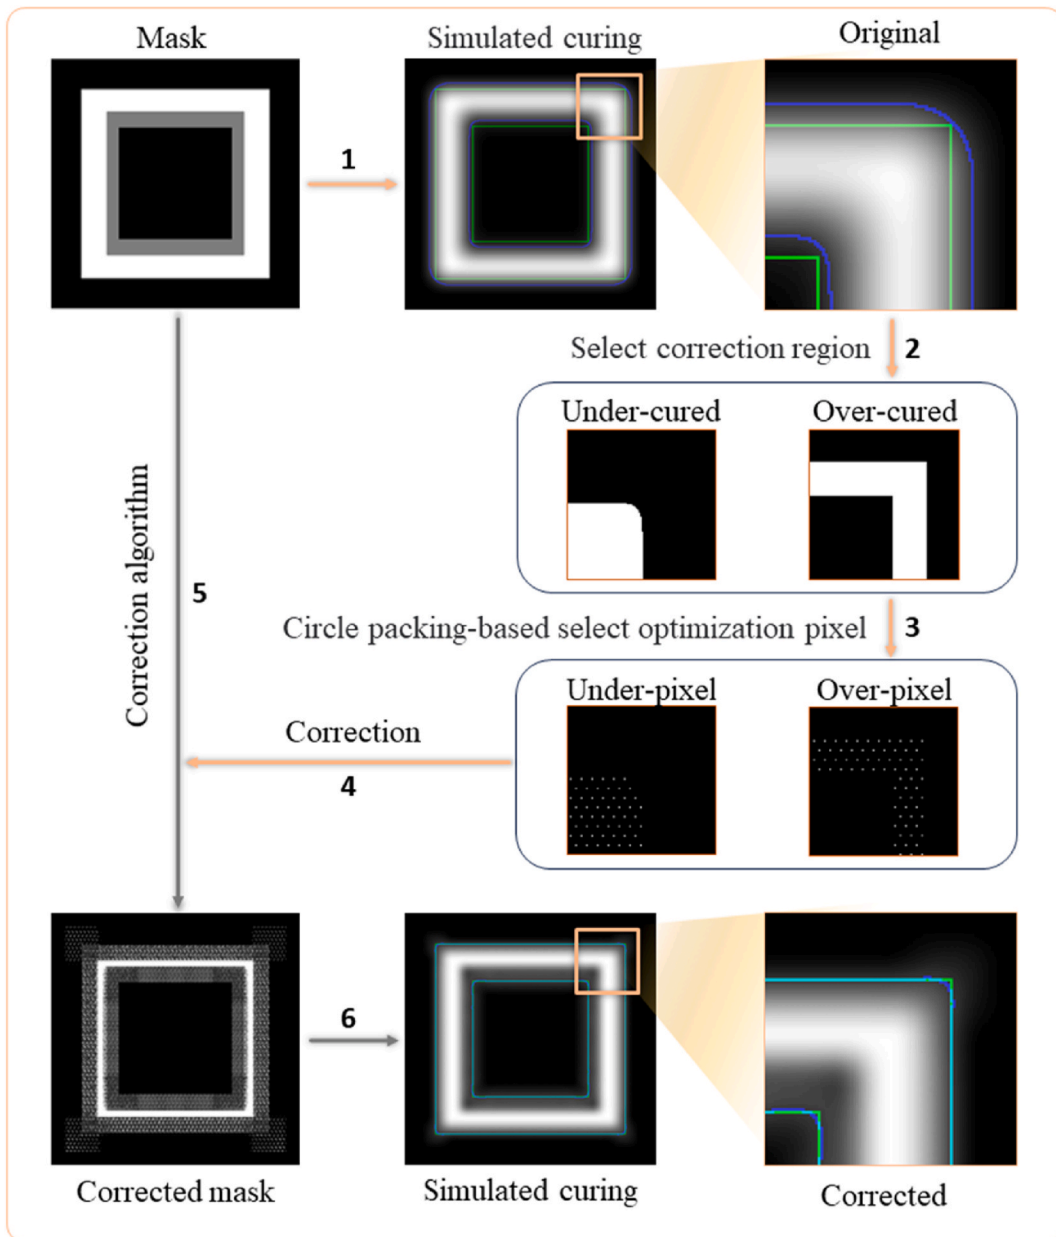 Mask
Simulated curing
Original
1
Select correction region
2
Under-cured
Over-cured
Correction algorithm
5
Circle packing-based select optimization pixel
3
Under-pixel
Over-pixel
Correction
4
6
Corrected mask
Simulated curing
Corrected